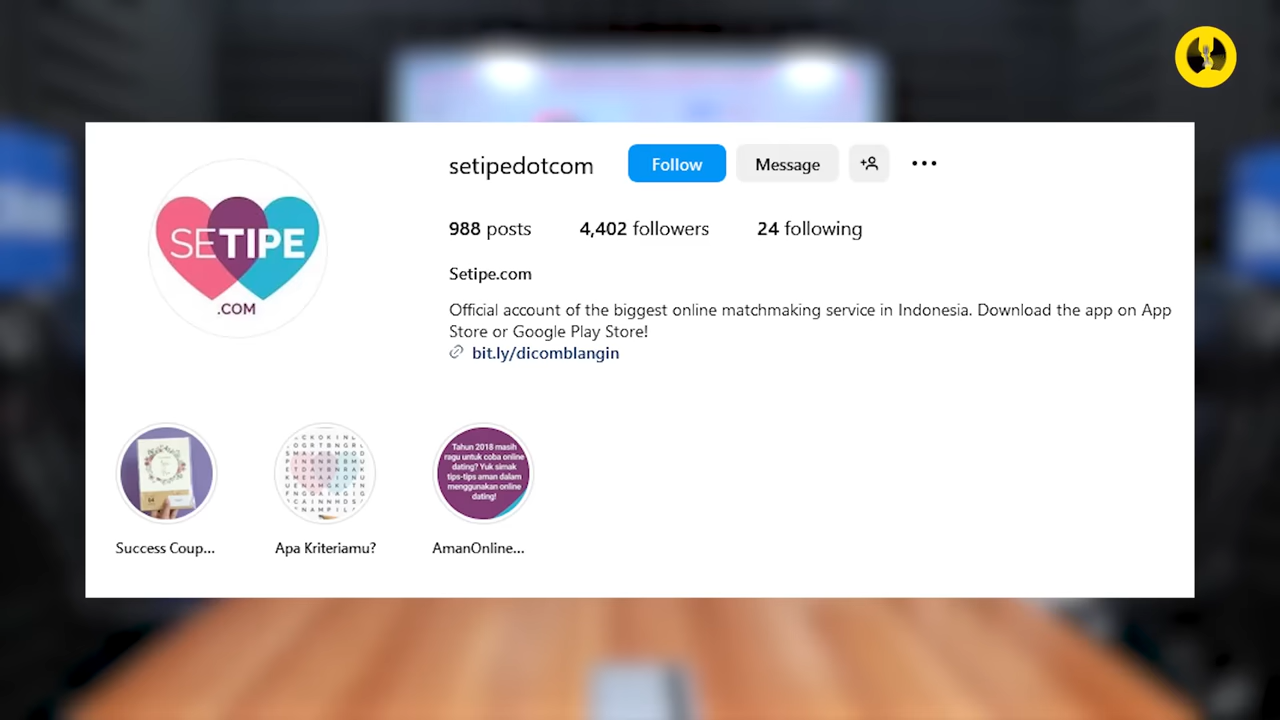 setipedotcom Follow Message
988 posts 4,402 followers 24 following
SETIPE
.COM
Setipe.com
Official account of the biggest online matchmaking service in Indonesia. Download the app on App
Store or Google Play Store!
bit.ly/dicomblangin
Tahun 2018 masih
ragu untuk coba online
dating? Yuk simak
tips-tips aman dalam
menggunakan online
dating!
Success Coup... Apa Kriteriamu? AmanOnline...